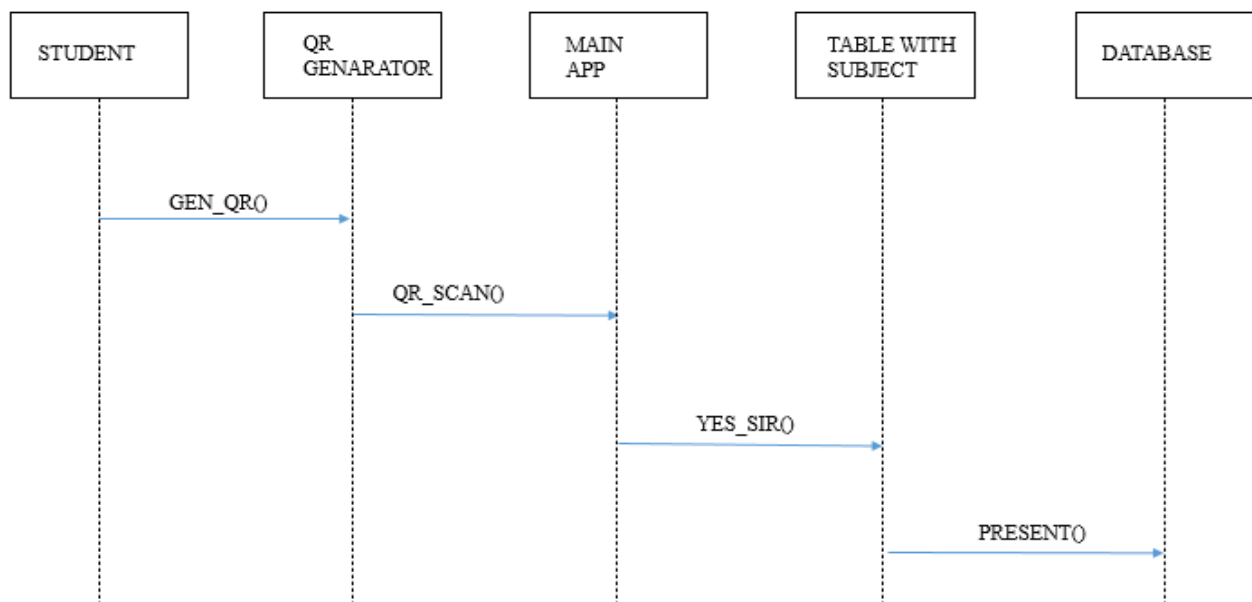 STUDENT
QR
GENARATOR
MAIN
APP
TABLE WITH
SUBJECT
DATABASE
GEN_QR()
QR_SCAN()
YES_SIR()
PRESENT()